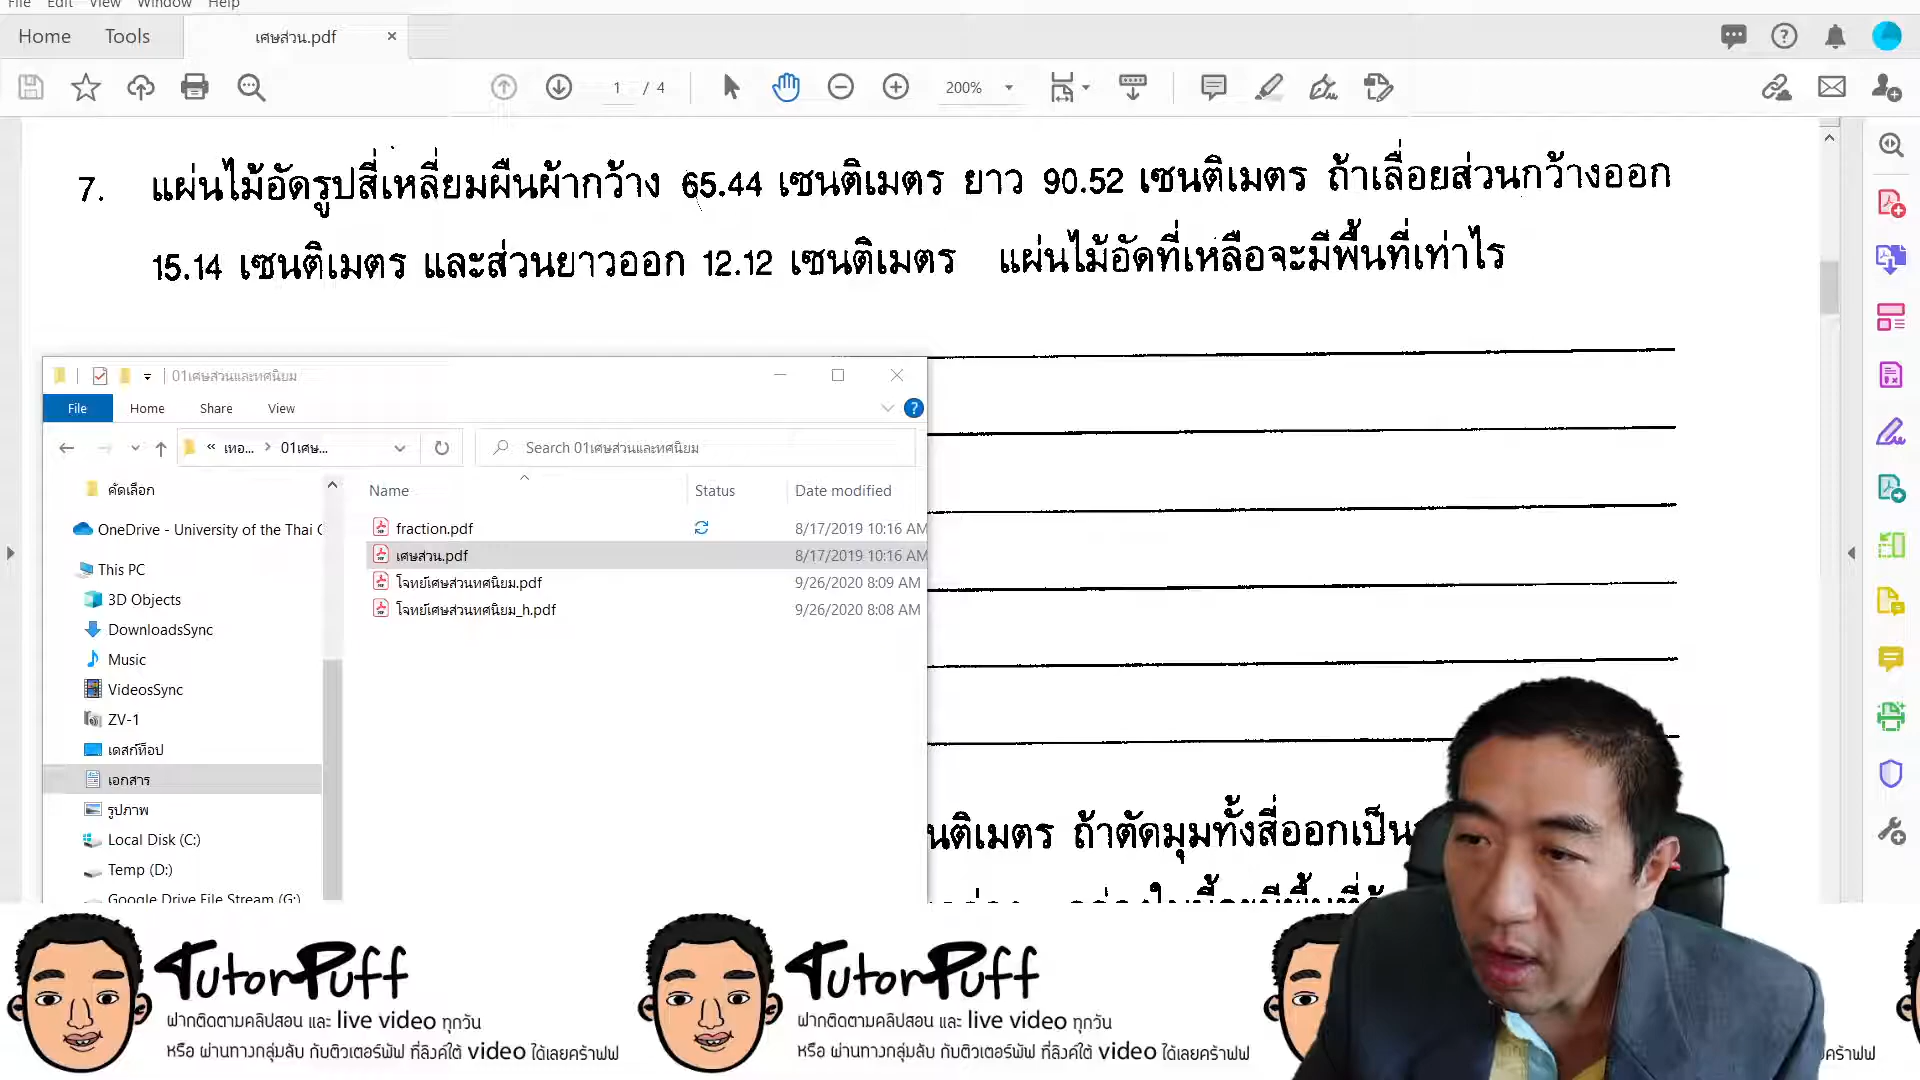 File Edit View Window Help
Home Tools เศษส่วน.pdf ×
1 / 4 200%
7. แผ่นไม้อัดรูปสี่เหลี่ยมผืนผ้ากว้าง 65.44 เซนติเมตร ยาว 90.52 เซนติเมตร ถ้าเลื่อยส่วนกว้างออก
15.14 เซนติเมตร และส่วนยาวออก 12.12 เซนติเมตร แผ่นไม้อัดที่เหลือจะมีพื้นที่เท่าไร
01เศษส่วนและทศนิยม
File Home Share View
« เทอ... > 01เศษ... Search 01เศษส่วนและทศนิยม
Name Status Date modified
คัดเล็อก
OneDrive - University of the Thai
This PC
3D Objects
DownloadsSync
Music
VideosSync
ZV-1
เดสก์ท็อป
เอกสาร
รูปภาพ
Local Disk (C:)
Temp (D:)
Google Drive File Stream (G:)
fraction.pdf 8/17/2019 10:16 AM
เศษส่วน.pdf 8/17/2019 10:16 AM
โจทย์เศษส่วนทศนิยม.pdf 9/26/2020 8:09 AM
โจทย์เศษส่วนทศนิยม_h.pdf 9/26/2020 8:08 AM
นติเมตร ถ้าตัดมุมทั้งสี่ออกเป็น
TutorPuff
ฝากติดตามคลิปสอน และ live video ทุกวัน
หรือ ผ่านทางกลุ่มลับ กับติวเตอร์พัฟ ที่ลิงค์ใต้ video ได้เลยคร้าฟฟ
TutorPuff
ฝากติดตามคลิปสอน และ live video ทุกวัน
หรือ ผ่านทางกลุ่มลับ กับติวเตอร์พัฟ ที่ลิงค์ใต้ video ได้เลยคร้าฟฟ
คร้าฟฟ